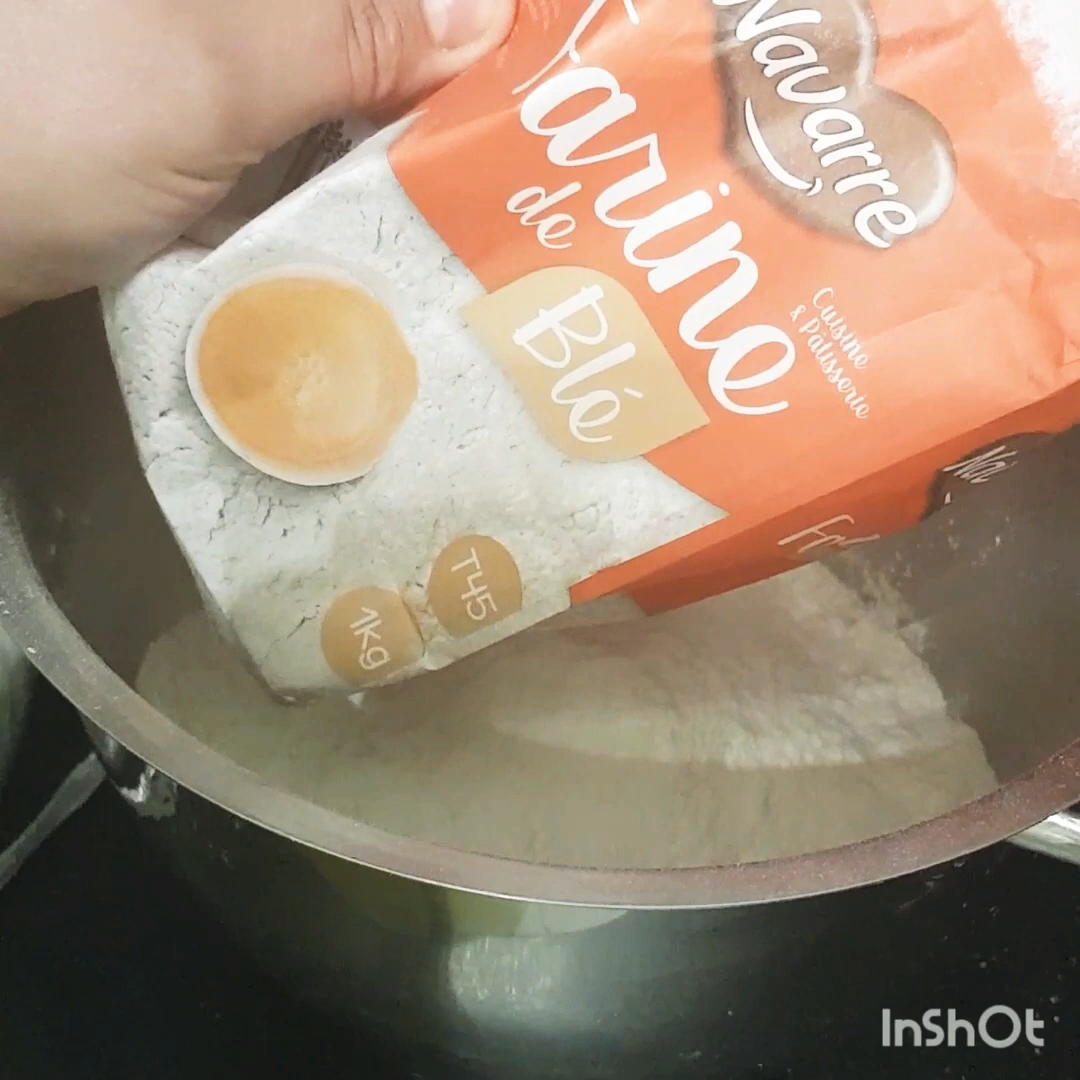 Navarre
Farine
de
Blé
Cuisine
& Pâtisserie
T45
1kg
InShOt